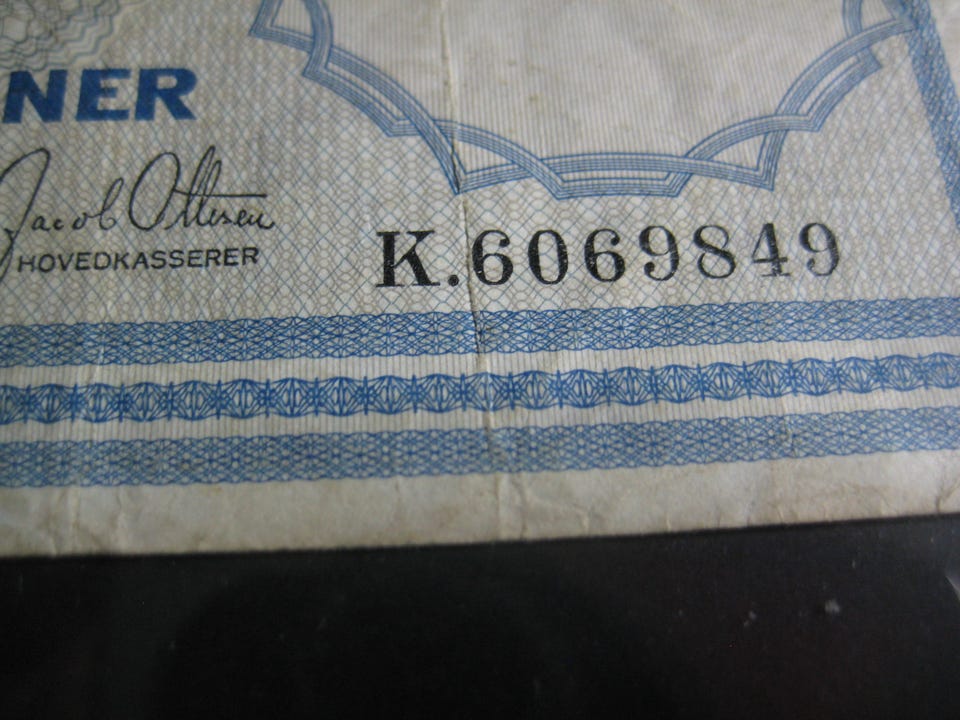 NER
Jacob Ottesen
HOVEDKASSERER
K.6069849